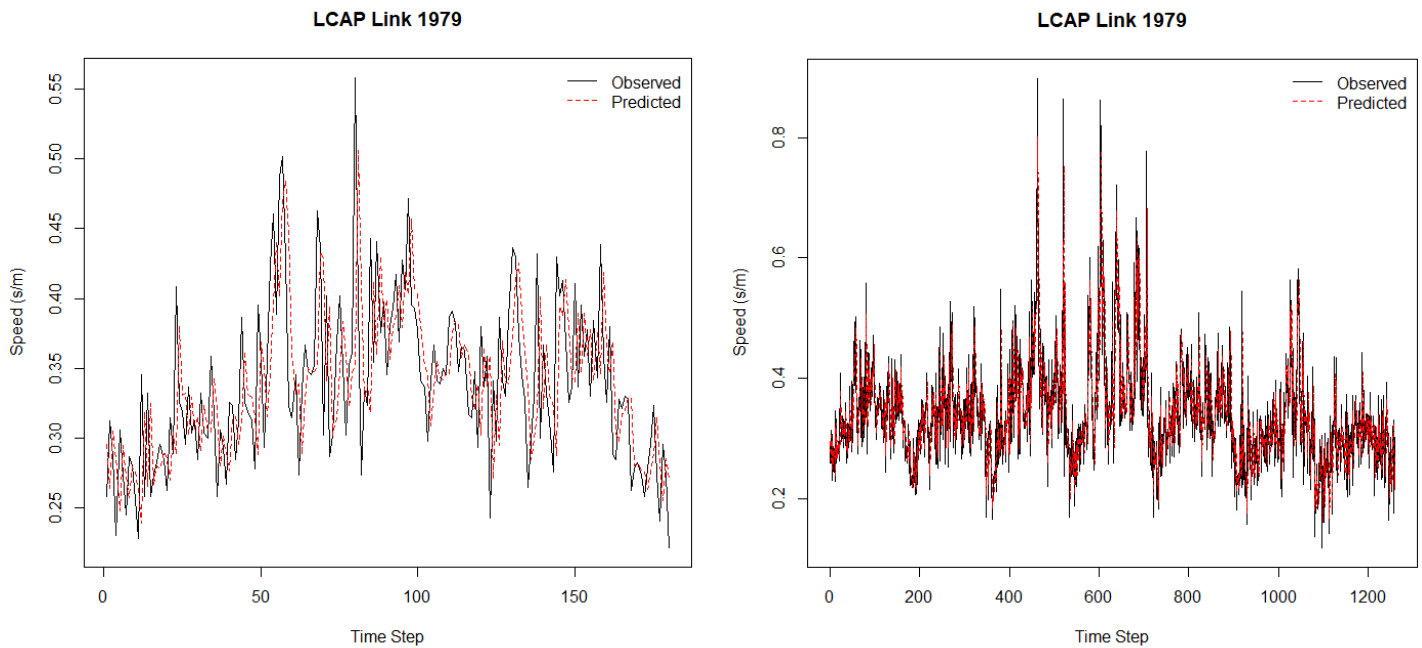 LCAP Link 1979
Observed
Predicted
0.55
0.50
0.45
0.40
0.35
0.30
0.25
Speed (s/m)
0
50
100
150
Time Step
LCAP Link 1979
Observed
Predicted
0.8
0.6
0.4
0.2
Speed (s/m)
0
200
400
600
800
1000
1200
Time Step